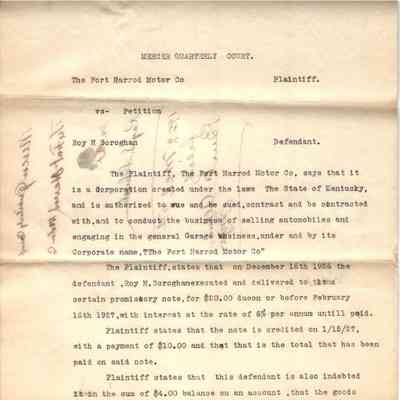 MERCER QUARTERLY COURT.
The Fort Harrod Motor Co Plaintiff.
vs- Petition
Roy H Boroghan Defendant.
The Plaintiff, The Fort Harrod Motor Co, says that it
is a Corporation created under the laws The State of Kentucky,
and is authorized to sue and be sued,contract and be contracted
with,and to conduct the business of selling automobiles and
engaging in the general Garage business,under and by its
Corporate name,"The Fort Harrod Motor Co"
The Plaintiff,states that on December 16th 1926 the
defendant ,Roy H.Boroghanexecuted and delivered to
certain promissory note,for $20.00 dueon or before February
16th 1927,with interest at the rate of 6% per annum untill paid.
Plaintiff states that the note is credited on 1/15/27,
with a payment of $10.00 and that that is the total that has been
paid on said note.
Plaintiff states that this defendant is also indebted
in the sum of $4.00 balance on an account ,that the goods